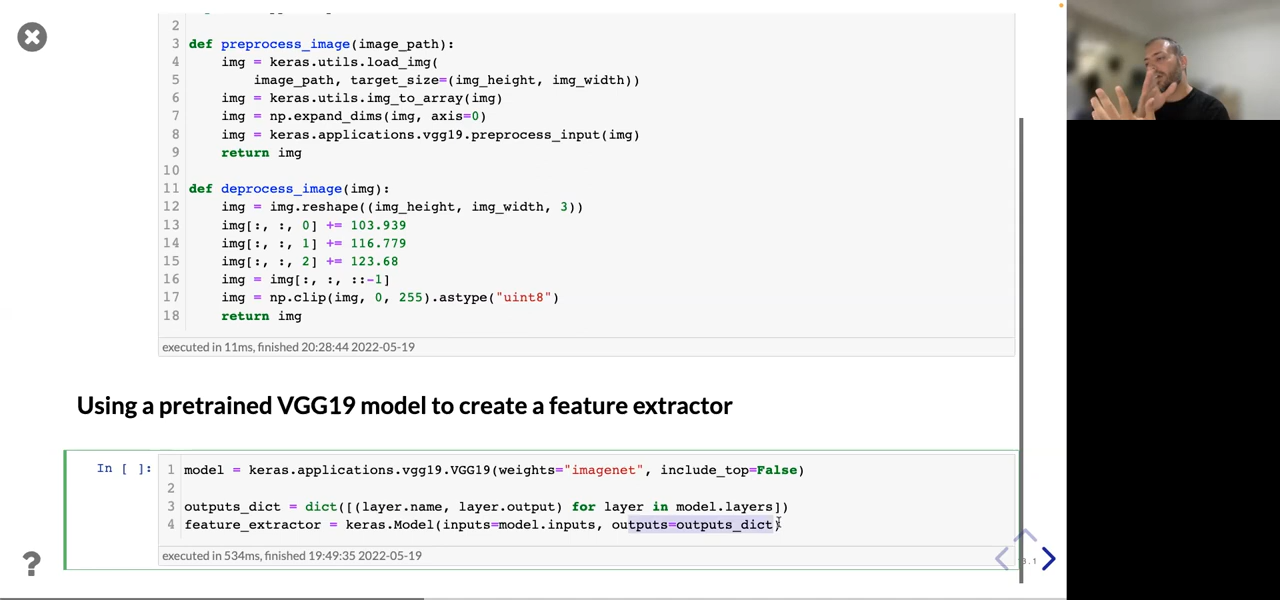 2
3 def preprocess_image(image_path):
4 img = keras.utils.load_img(
5 image_path, target_size=(img_height, img_width))
6 img = keras.utils.img_to_array(img)
7 img = np.expand_dims(img, axis=0)
8 img = keras.applications.vgg19.preprocess_input(img)
9 return img
10
11 def deprocess_image(img):
12 img = img.reshape((img_height, img_width, 3))
13 img[:, :, 0] += 103.939
14 img[:, :, 1] += 116.779
15 img[:, :, 2] += 123.68
16 img = img[:, :, ::-1]
17 img = np.clip(img, 0, 255).astype("uint8")
18 return img
executed in 11ms, finished 20:28:44 2022-05-19
Using a pretrained VGG19 model to create a feature extractor
In [ ]:
1 model = keras.applications.vgg19.VGG19(weights="imagenet", include_top=False)
2
3 outputs_dict = dict([(layer.name, layer.output) for layer in model.layers])
4 feature_extractor = keras.Model(inputs=model.inputs, outputs=outputs_dict)
executed in 534ms, finished 19:49:35 2022-05-19
?